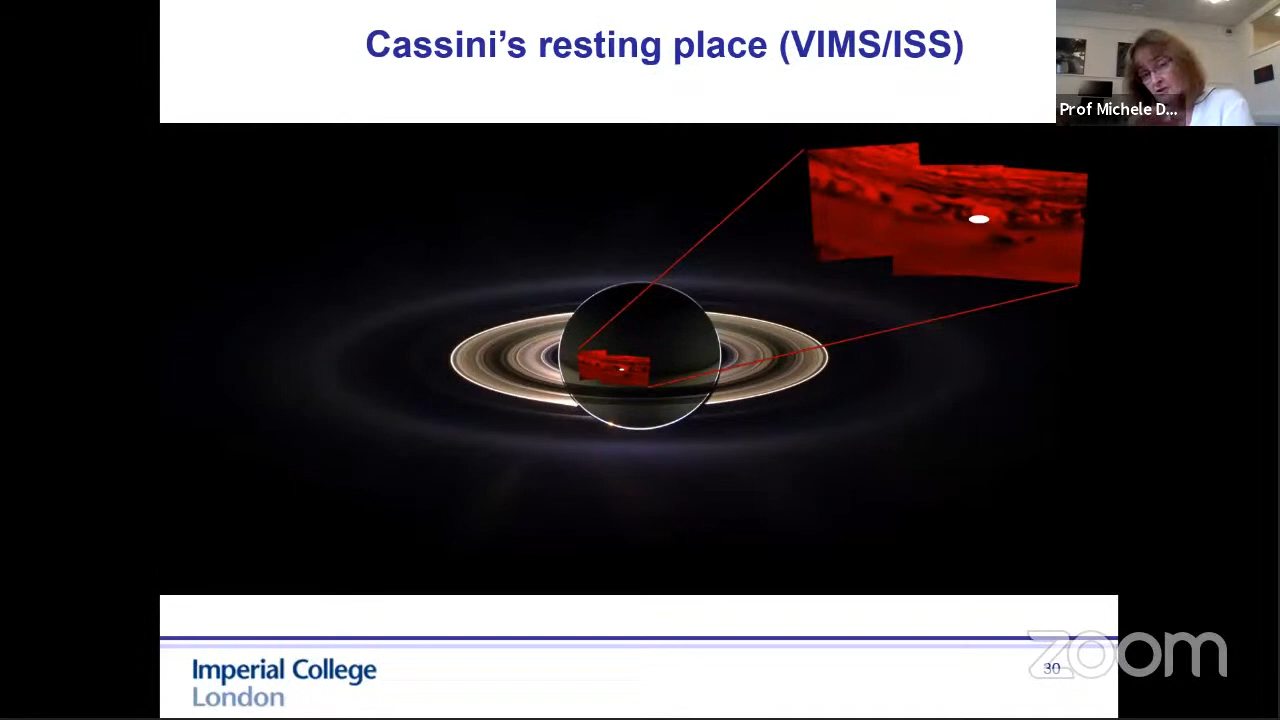 Cassini's resting place (VIMS/ISS)
Prof Michele D...
Imperial College
London
30
zoom